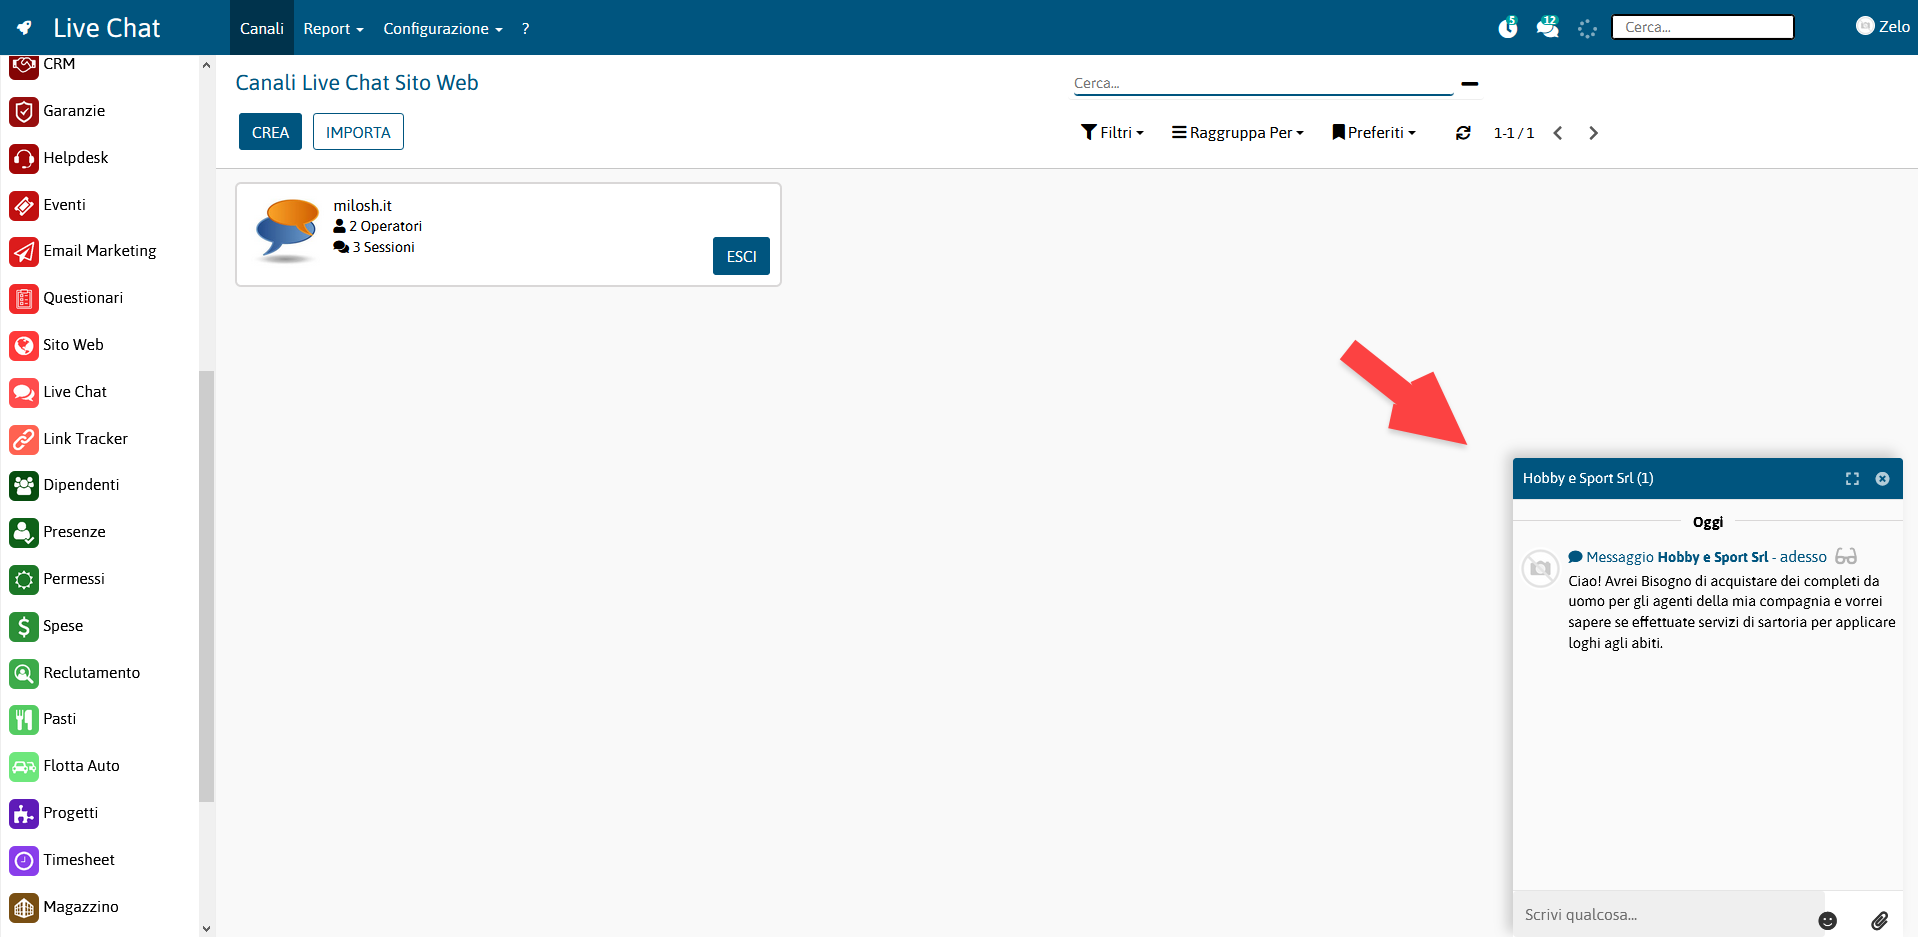 Live Chat
Canali Report Configurazione ?
5 12 Cerca... Zelo
CRM
Garanzie
Helpdesk
Eventi
Email Marketing
Questionari
Sito Web
Live Chat
Link Tracker
Dipendenti
Presenze
Permessi
Spese
Reclutamento
Pasti
Flotta Auto
Progetti
Timesheet
Magazzino
Canali Live Chat Sito Web
Cerca...
CREA IMPORTA
Filtri Raggruppa Per Preferiti 1-1 / 1
milosh.it
2 Operatori
3 Sessioni
ESCI
Hobby e Sport Srl (1)
Oggi
Messaggio Hobby e Sport Srl - adesso
Ciao! Avrei Bisogno di acquistare dei completi da
uomo per gli agenti della mia compagnia e vorrei
sapere se effettuate servizi di sartoria per applicare
loghi agli abiti.
Scrivi qualcosa...